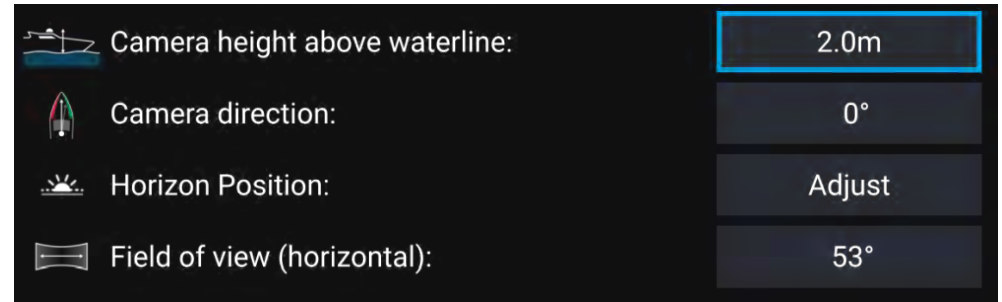 Camera height above waterline: 2.0m
Camera direction: 0°
Horizon Position: Adjust
Field of view (horizontal): 53°